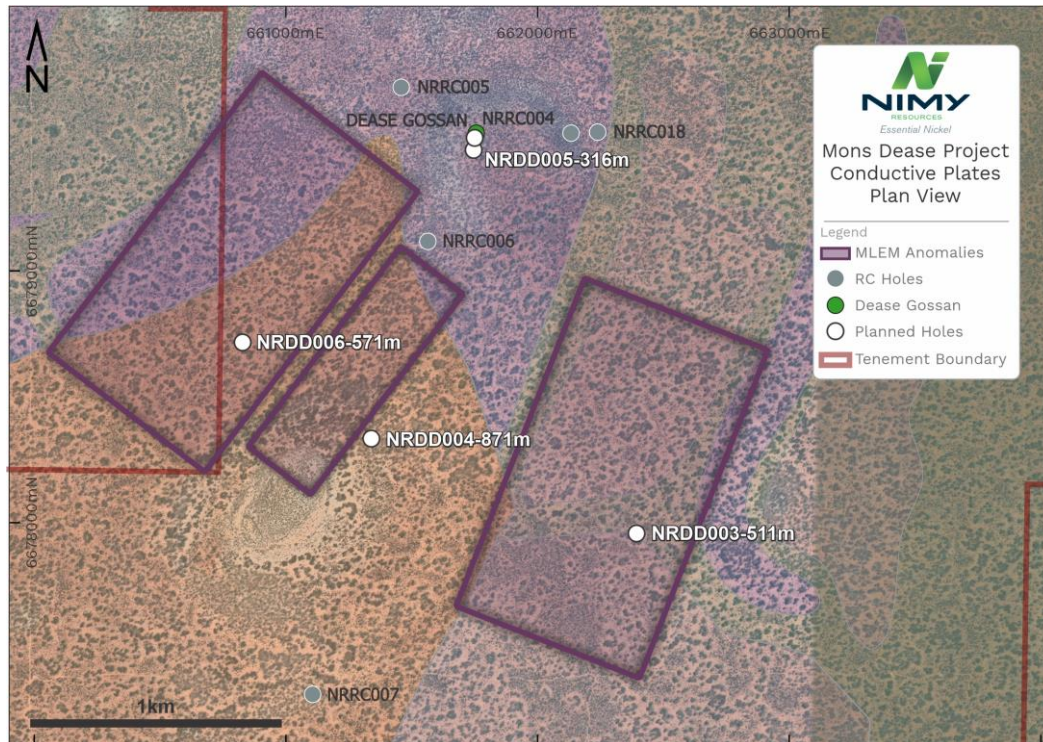 661000mE
662000mE
663000mE
N
NIMY
RESOURCES
Essential Nickel
Mons Dease Project
Conductive Plates
Plan View
Legend
MLEM Anomalies
RC Holes
Dease Gossan
Planned Holes
Tenement Boundary
NRRC005
DEASE GOSSAN
NRRC004
NRRC018
NRDD005-316m
NRRC006
6679000mN
NRDD006-571m
NRDD004-871m
6678000mN
NRDD003-511m
NRRC007
1km